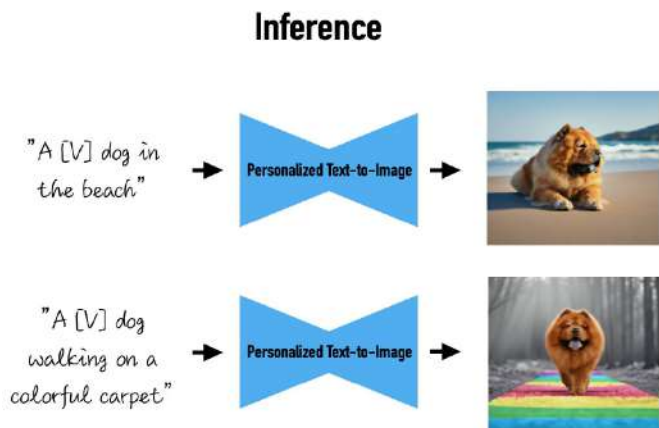 Inference
"A [V] dog in
the beach"
Personalized Text-to-Image
"A [V] dog
walking on a
colorful carpet"
Personalized Text-to-Image